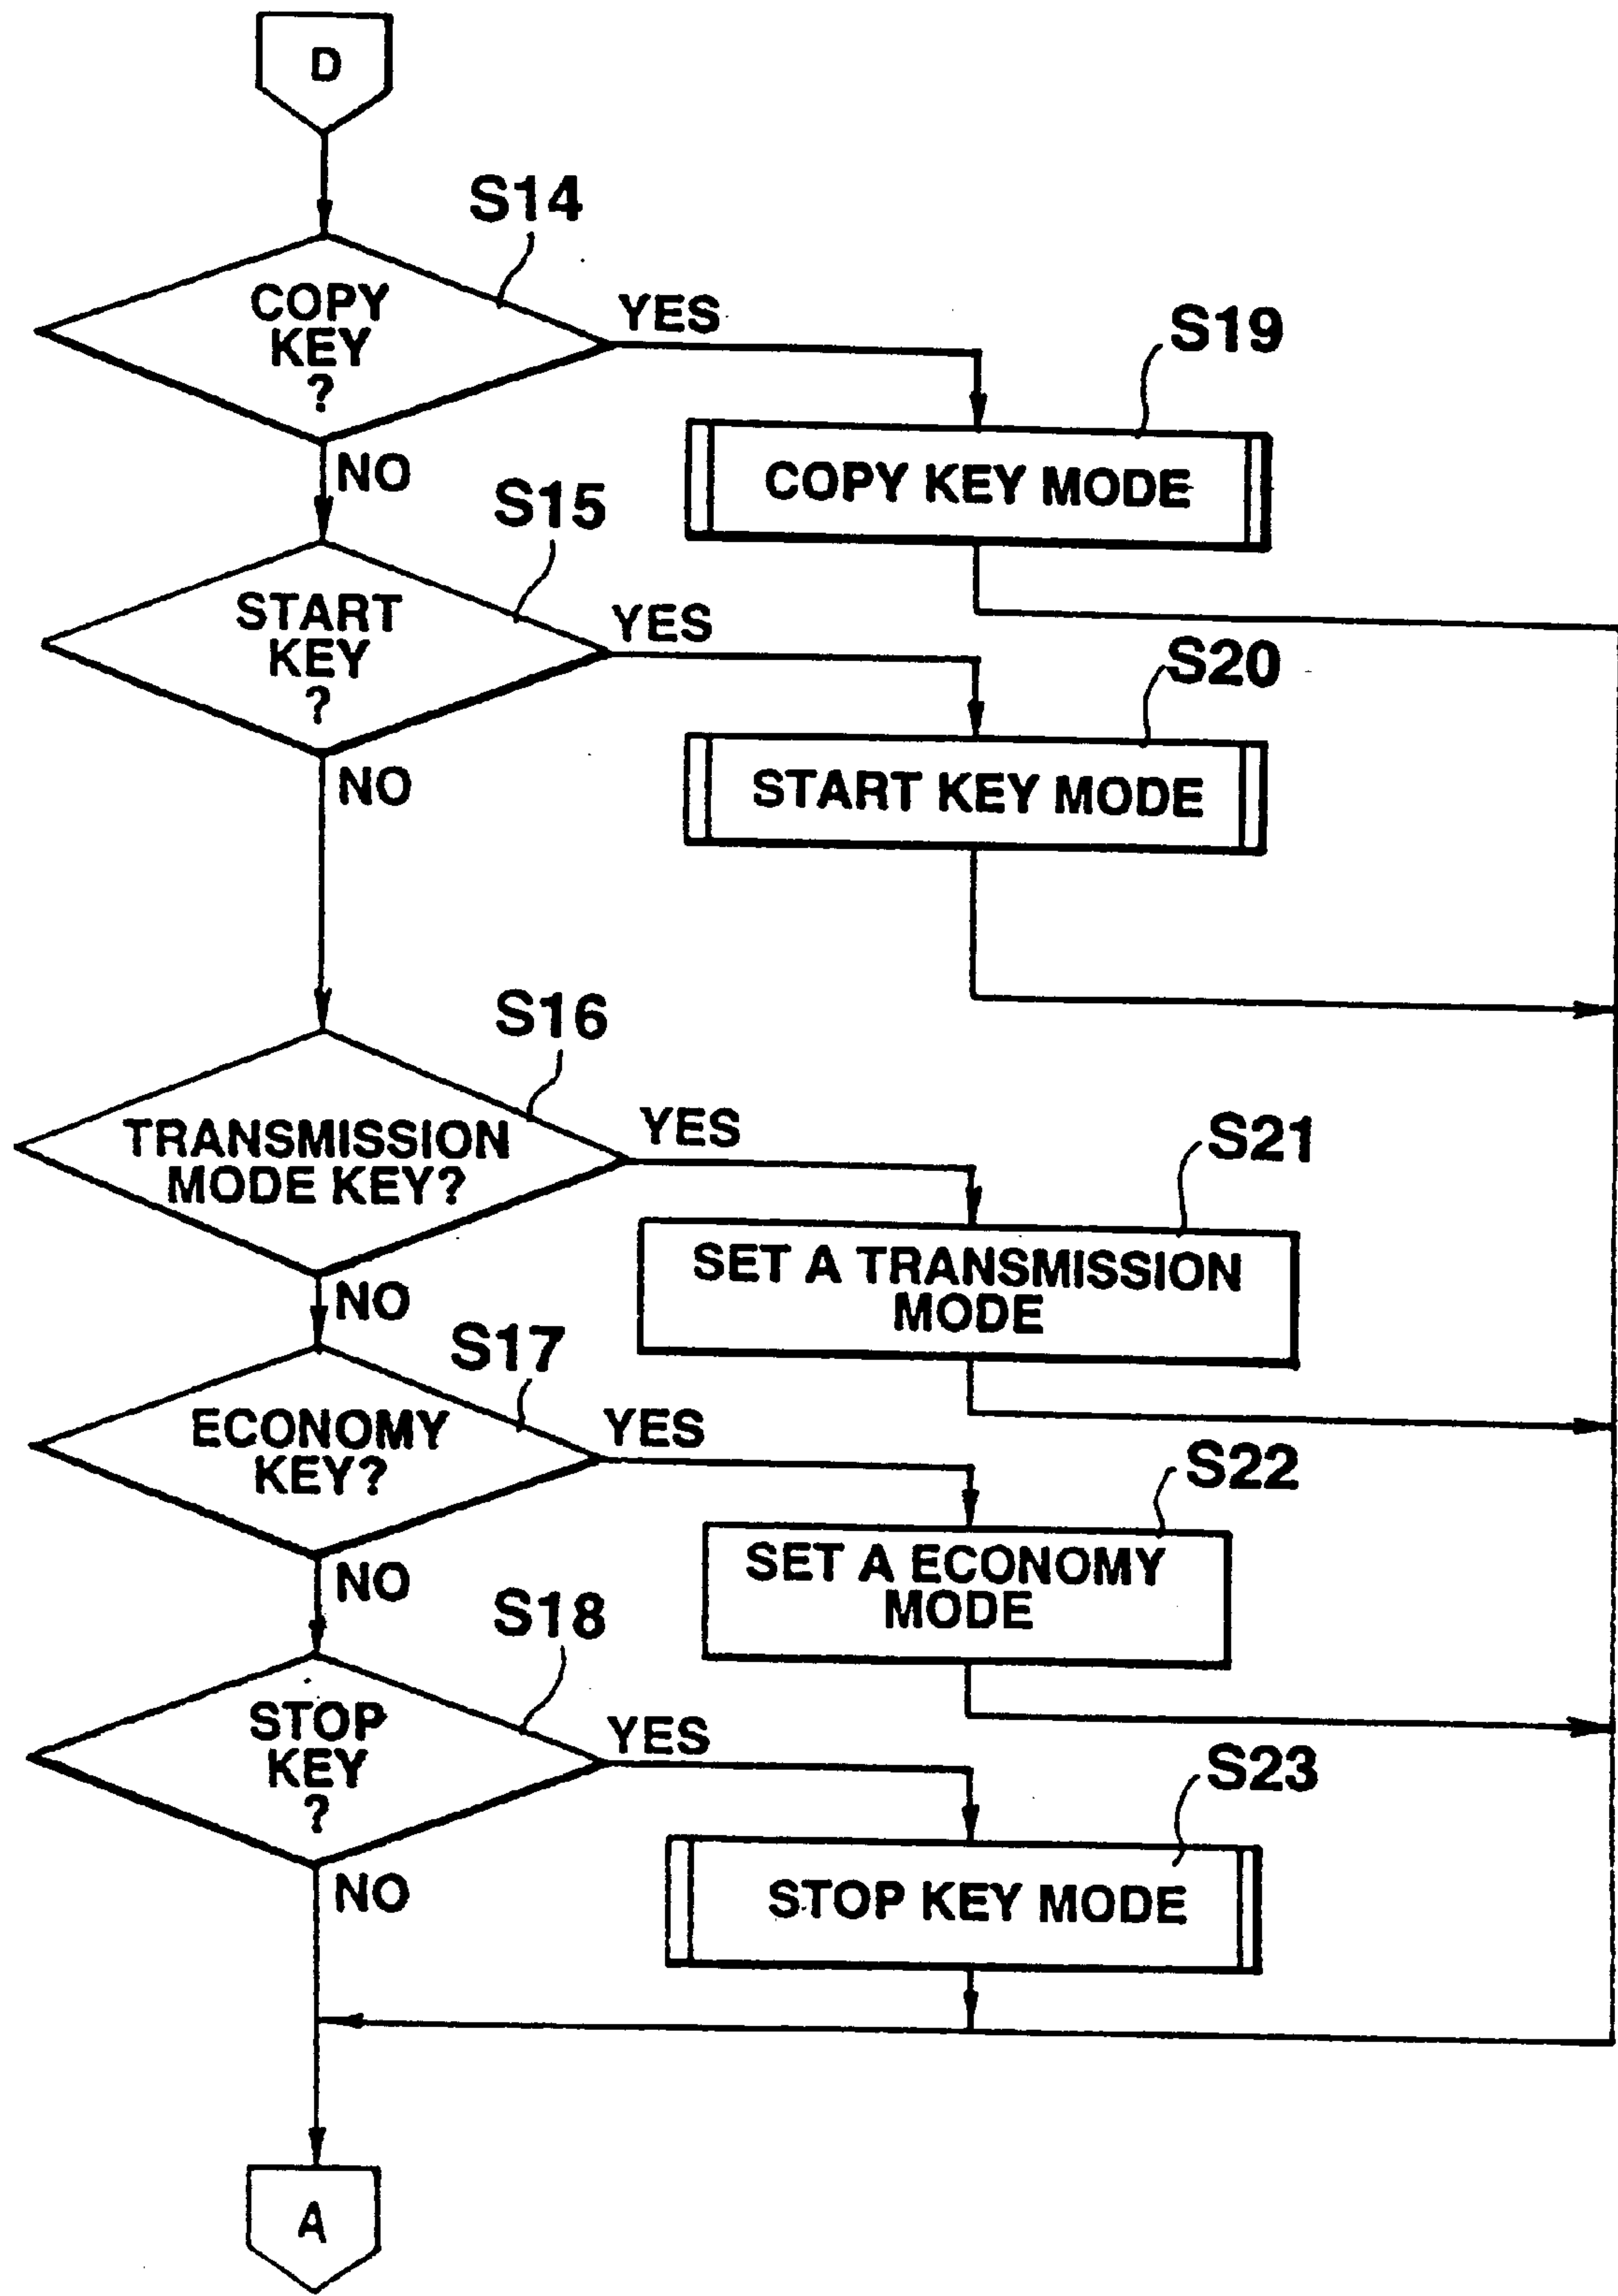 D
S14
COPY
KEY
?
YES
NO
S19
COPY KEY MODE
S15
START
KEY
?
YES
NO
S20
START KEY MODE
S16
TRANSMISSION
MODE KEY?
YES
NO
S21
SET A TRANSMISSION
MODE
S17
ECONOMY
KEY?
YES
NO
S22
SET A ECONOMY
MODE
S18
STOP
KEY
?
YES
NO
S23
STOP KEY MODE
A